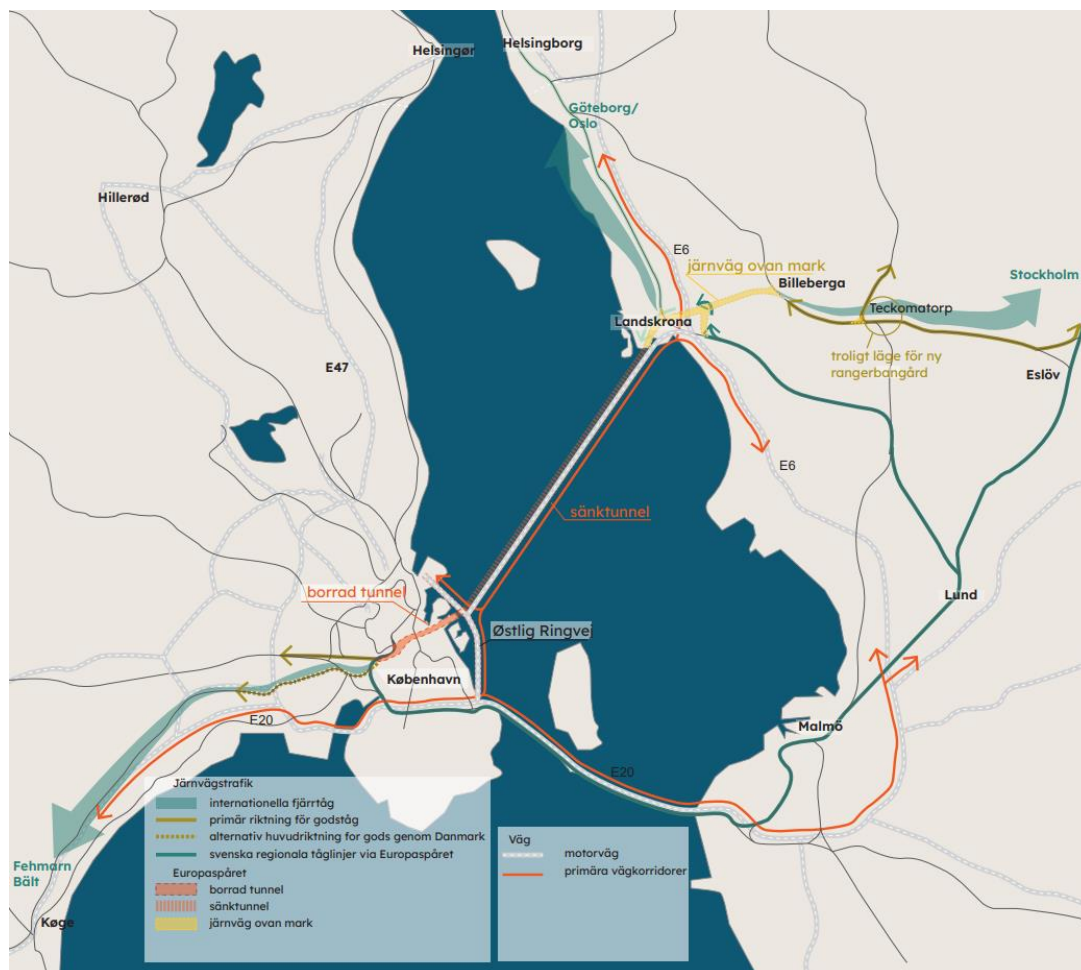 Helsingør
Helsingborg
Göteborg/
Oslo
Hillerød
E6
järnväg ovan mark
Billeberga
Stockholm
Landskrona
Teckomatorp
troligt läge för ny
rangerbangård
Eslöv
E47
E6
sänktunnel
borrad tunnel
Lund
Østlig Ringvej
København
E20
Malmö
E20
Järnvägstrafik
internationella fjärrtåg
primär riktning för godståg
alternativ huvudriktning for gods genom Danmark
svenska regionala tåglinjer via Europaspåret
Europaspåret
borrad tunnel
sänktunnel
järnväg ovan mark
Väg
motorväg
primära vägkorridorer
Fehmarn
Bält
Køge